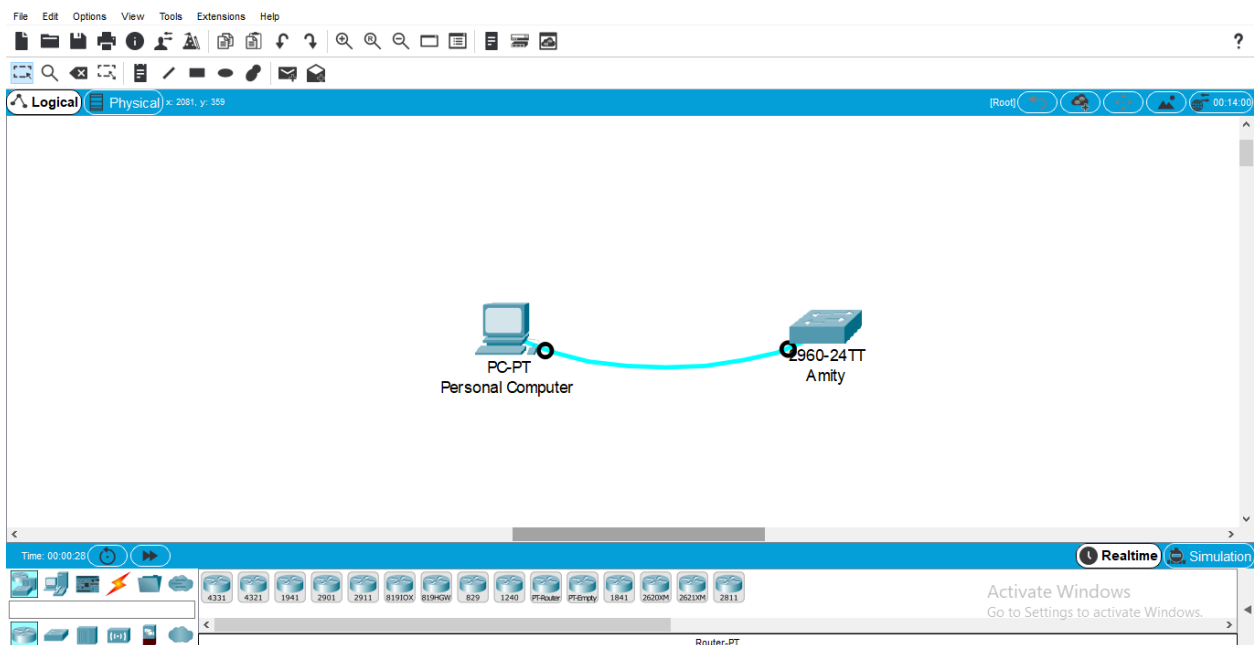 File Edit Options View Tools Extensions Help
?
Logical Physical x: 2081, y: 359 [Root] 00:14:00
PC-PT
Personal Computer
2960-24TT
Amity
Time: 00:00:28 Realtime Simulation
4331 4321 1941 2901 2911 819IOX 819HGW 829 1240 PT-Router PT-Empty 1841 2620XM 2621XM 2811
Activate Windows
Go to Settings to activate Windows.
Router-PT